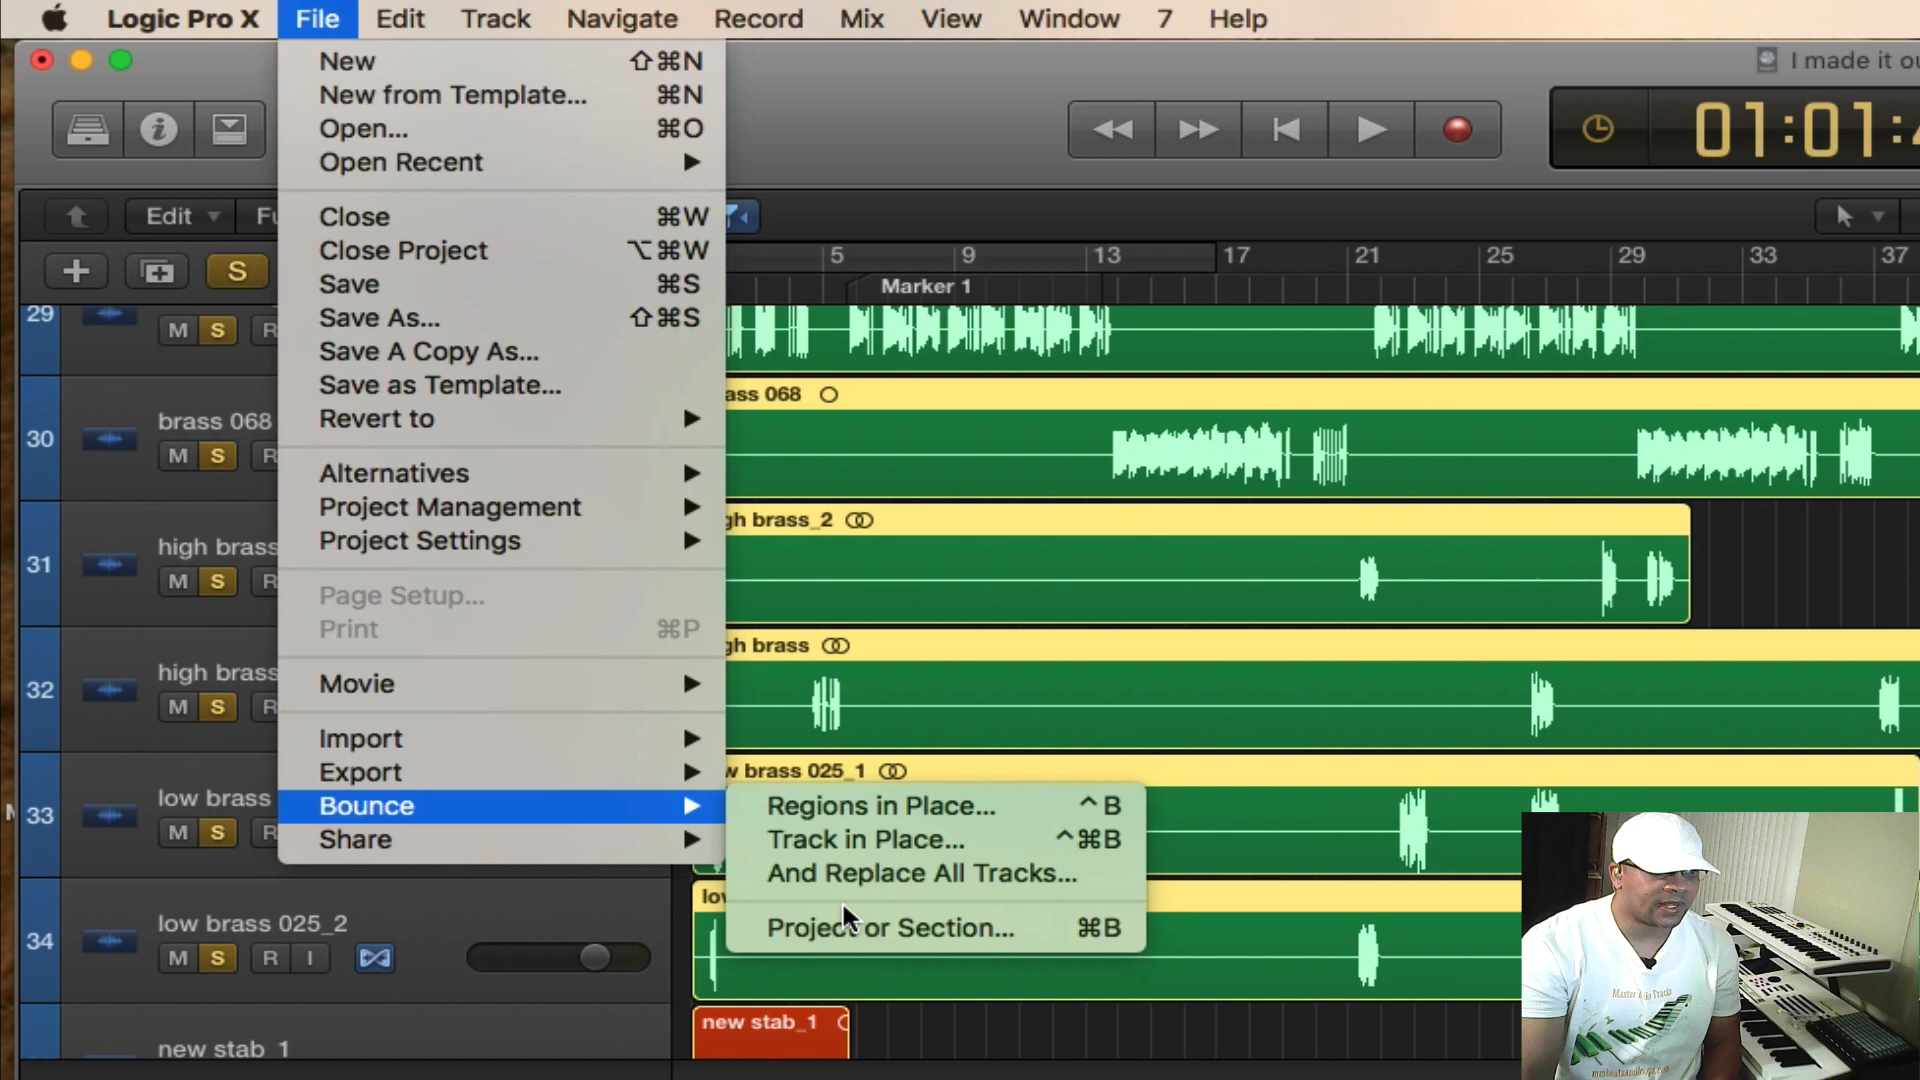 Logic Pro X File Edit Track Navigate Record Mix View Window 7 Help
I made it
New ⇧⌘N
New from Template... ⌘N
Open... ⌘O
Open Recent ▶
Close ⌘W
Close Project ⌥⌘W
Save ⌘S
Save As... ⇧⌘S
Save A Copy As...
Save as Template...
Revert to ▶
Alternatives ▶
Project Management ▶
Project Settings ▶
Page Setup...
Print ⌘P
Movie ▶
Import ▶
Export ▶
Bounce ▶
Share ▶
Regions in Place... ^B
Track in Place... ^⌘B
And Replace All Tracks...
Project or Section... ⌘B
01:01:
Edit
S
5 9 13 17 21 25 29 33 37
Marker 1
29
M S R
30 brass 068
M S R
068
31 high brass
M S R
brass_2
32 high brass
M S R
brass
33 low brass
M S R
brass 025_1
34 low brass 025_2
M S R I
new stab_1
new stab_1
Master Tracks
mmbeatsandloops.com